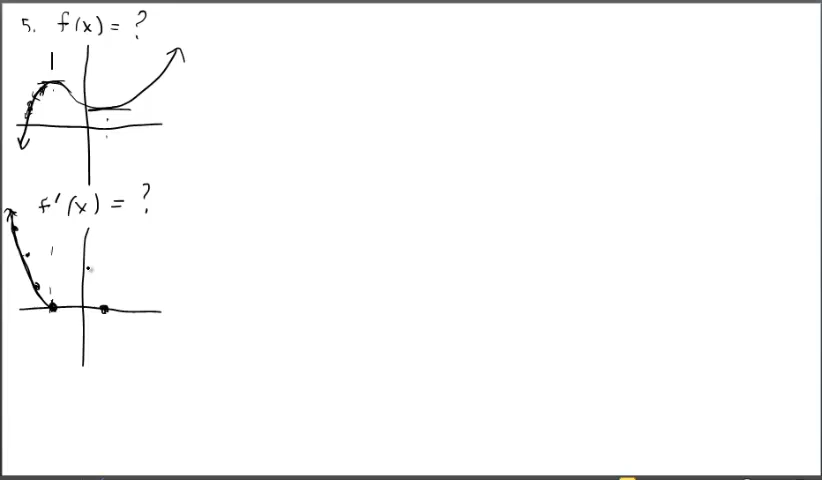 5. f(x) = ?
f'(x) = ?